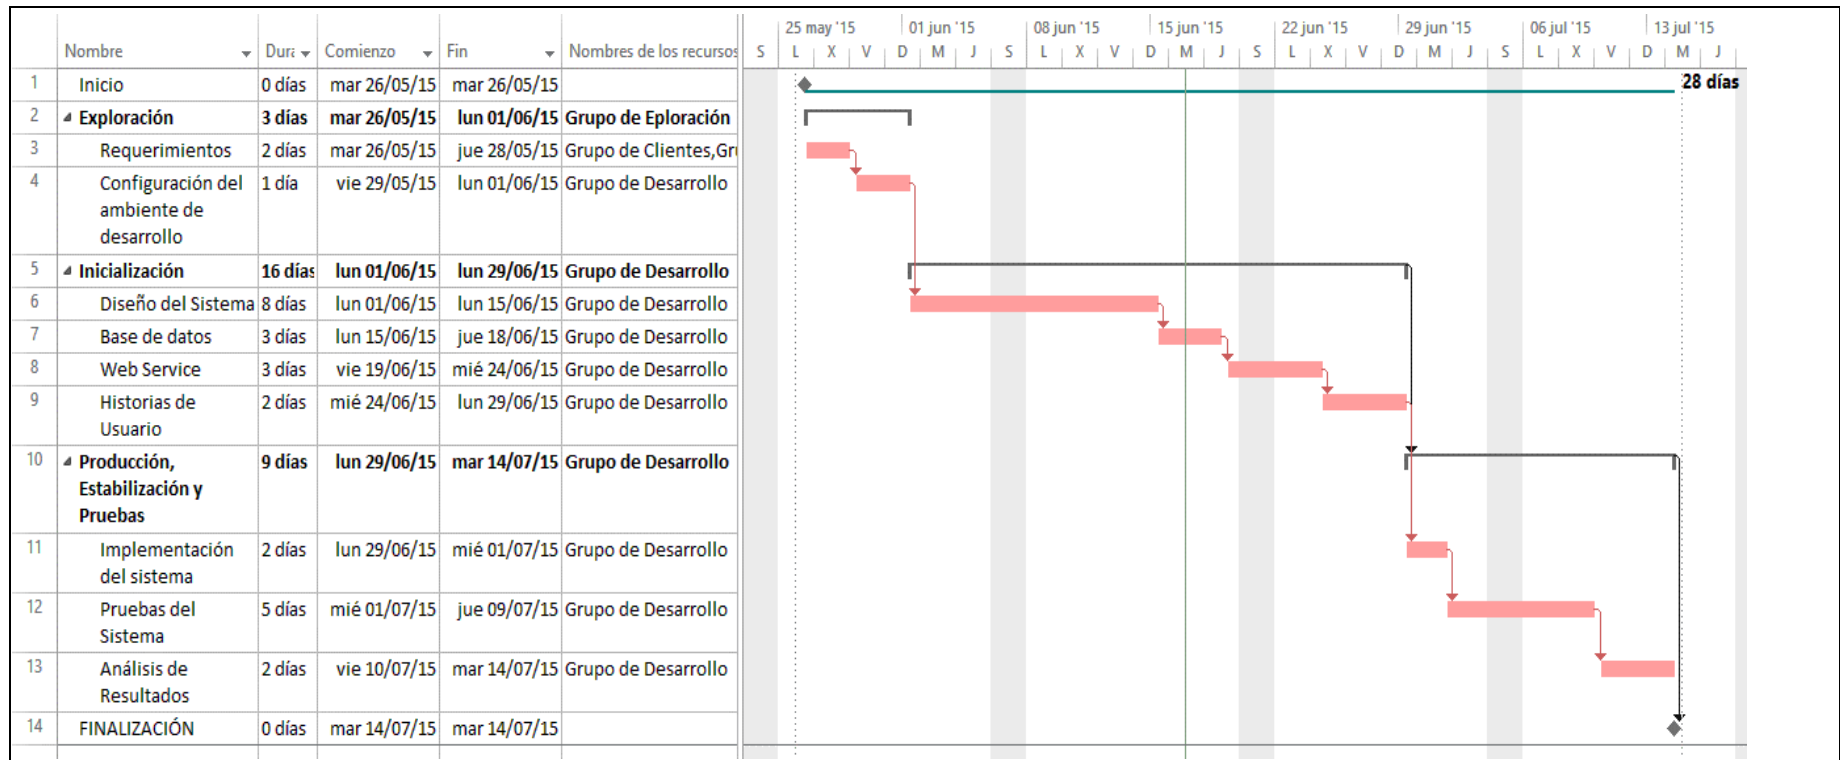 25 may '15 01 jun '15 08 jun '15 15 jun '15 22 jun '15 29 jun '15 06 jul '15 13 jul '15
Nombre Dura Comienzo Fin Nombres de los recursos S L X V D M J S L X V D M J S L X V D M J S L X V D M J
1 Inicio 0 días mar 26/05/15 mar 26/05/15 28 días
2 Exploración 3 días mar 26/05/15 lun 01/06/15 Grupo de Eploración
3 Requerimientos 2 días mar 26/05/15 jue 28/05/15 Grupo de Clientes,Gru
4 Configuración del 1 día vie 29/05/15 lun 01/06/15 Grupo de Desarrollo
ambiente de
desarrollo
5 Inicialización 16 días lun 01/06/15 lun 29/06/15 Grupo de Desarrollo
6 Diseño del Sistema 8 días lun 01/06/15 lun 15/06/15 Grupo de Desarrollo
7 Base de datos 3 días lun 15/06/15 jue 18/06/15 Grupo de Desarrollo
8 Web Service 3 días vie 19/06/15 mié 24/06/15 Grupo de Desarrollo
9 Historias de 2 días mié 24/06/15 lun 29/06/15 Grupo de Desarrollo
Usuario
10 Producción, 9 días lun 29/06/15 mar 14/07/15 Grupo de Desarrollo
Estabilización y
Pruebas
11 Implementación 2 días lun 29/06/15 mié 01/07/15 Grupo de Desarrollo
del sistema
12 Pruebas del 5 días mié 01/07/15 jue 09/07/15 Grupo de Desarrollo
Sistema
13 Análisis de 2 días vie 10/07/15 mar 14/07/15 Grupo de Desarrollo
Resultados
14 FINALIZACIÓN 0 días mar 14/07/15 mar 14/07/15